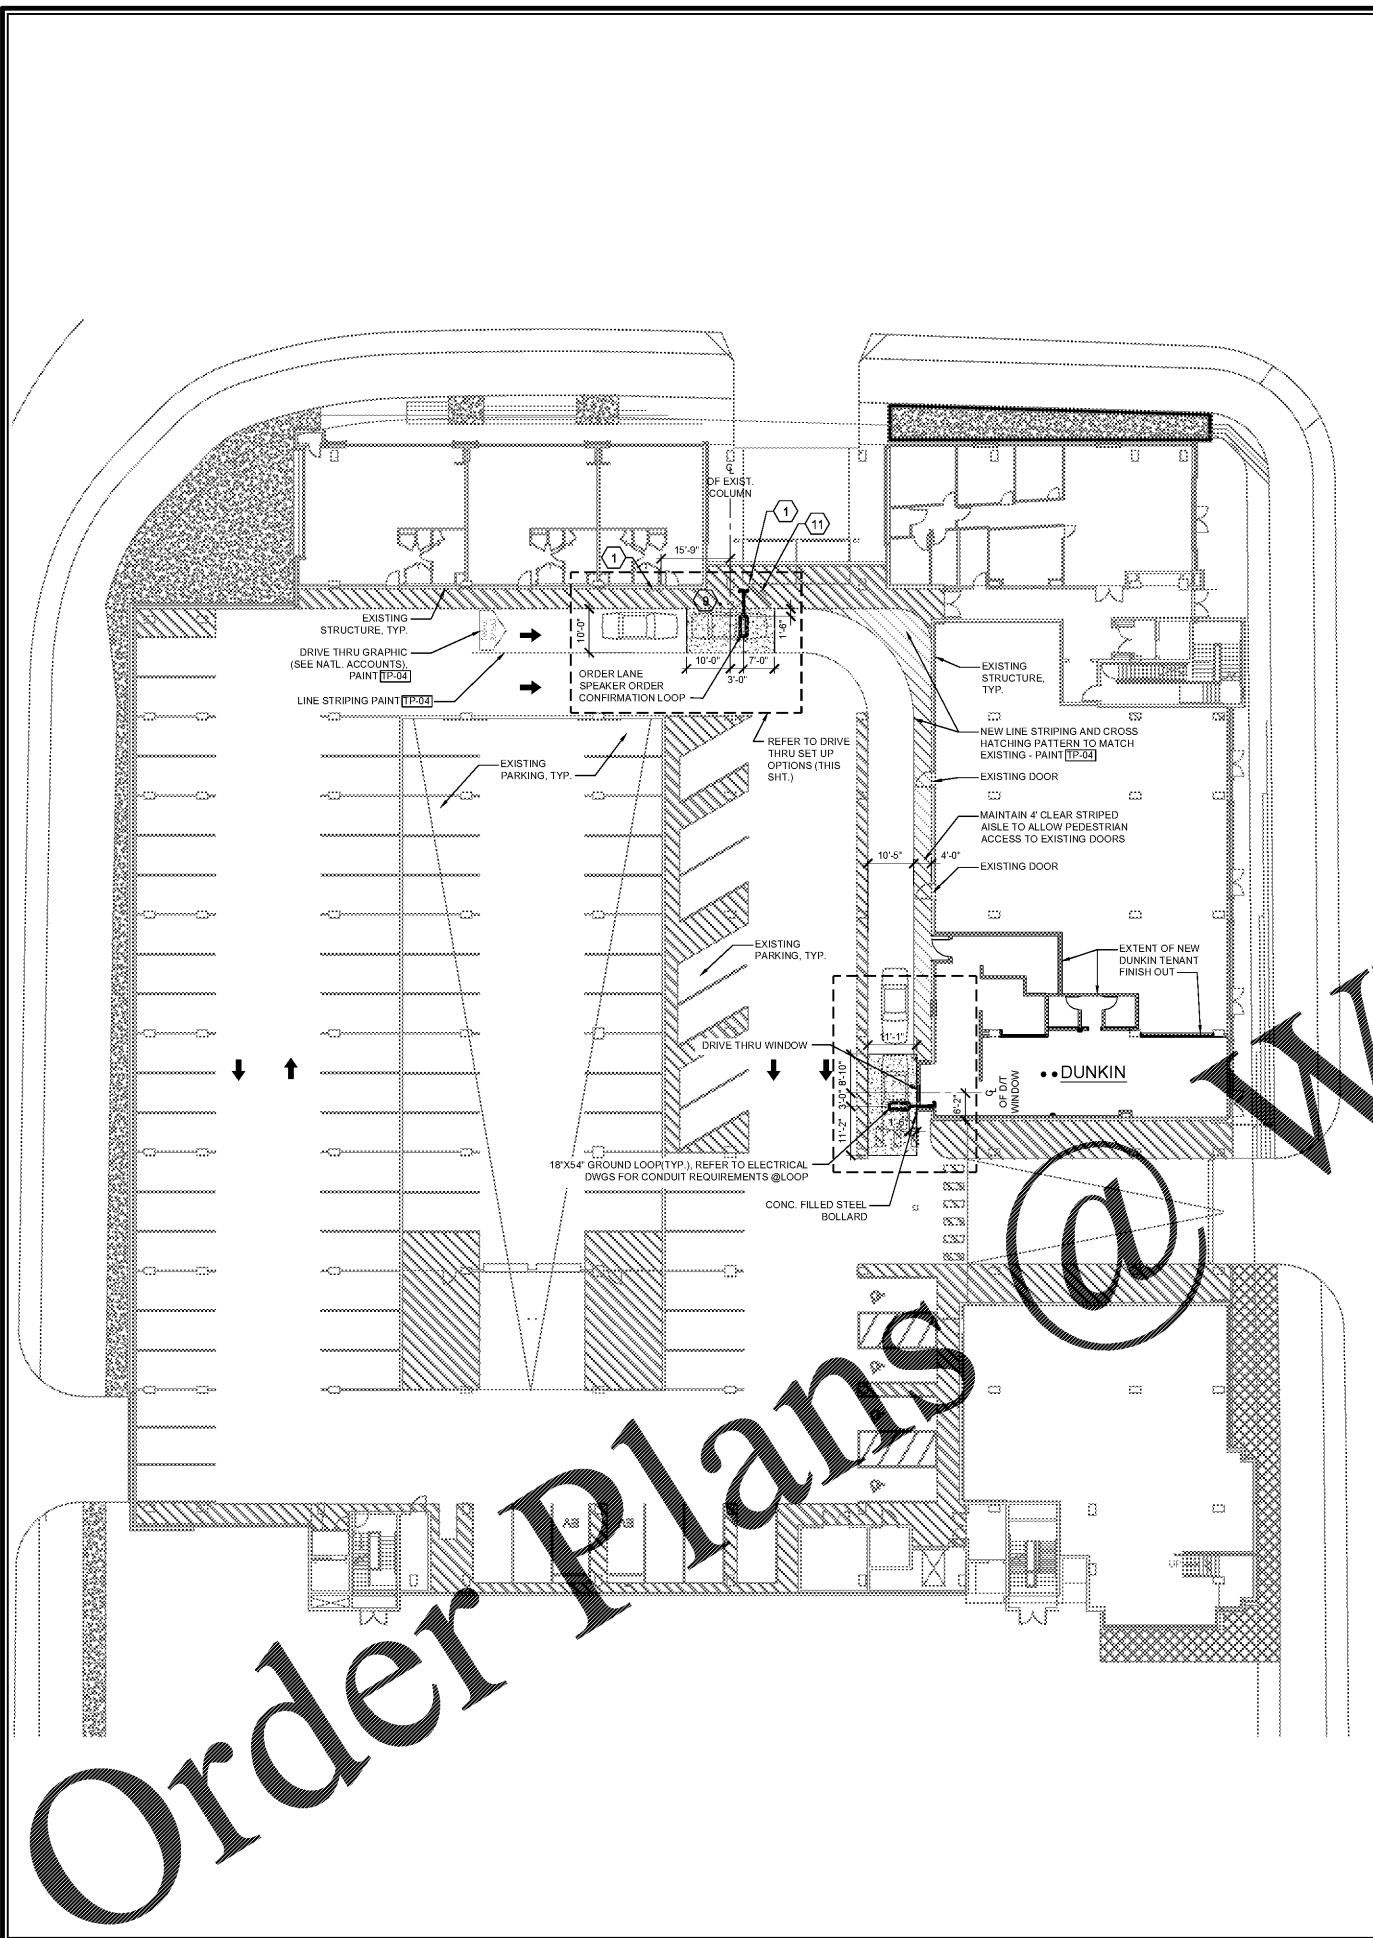 ℄
OF EXIST.
COLUMN
1
11
15'-9"
1
9
EXISTING
STRUCTURE, TYP.
10'-0"
1'-6"
DRIVE THRU GRAPHIC
(SEE NATL. ACCOUNTS),
PAINT TP-04
10'-0"
7'-0"
3'-0"
ORDER LANE
SPEAKER ORDER
CONFIRMATION LOOP
LINE STRIPING PAINT TP-04
EXISTING
STRUCTURE,
TYP.
NEW LINE STRIPING AND CROSS
HATCHING PATTERN TO MATCH
EXISTING - PAINT TP-04
REFER TO DRIVE
THRU SET UP
OPTIONS (THIS
SHT.)
EXISTING
PARKING, TYP.
EXISTING DOOR
MAINTAIN 4' CLEAR STRIPED
AISLE TO ALLOW PEDESTRIAN
ACCESS TO EXISTING DOORS
10'-5"
4'-0"
EXISTING DOOR
EXISTING
PARKING, TYP.
EXTENT OF NEW
DUNKIN TENANT
FINISH OUT
11'-1"
DRIVE THRU WINDOW
8'-10"
3'-0"
11'-2"
6'-2"
℄
OF D/T
WINDOW
DUNKIN
18"X54" GROUND LOOP(TYP.), REFER TO ELECTRICAL
DWGS FOR CONDUIT REQUIREMENTS @LOOP
CONC. FILLED STEEL
BOLLARD
UP
Order Plans @ W